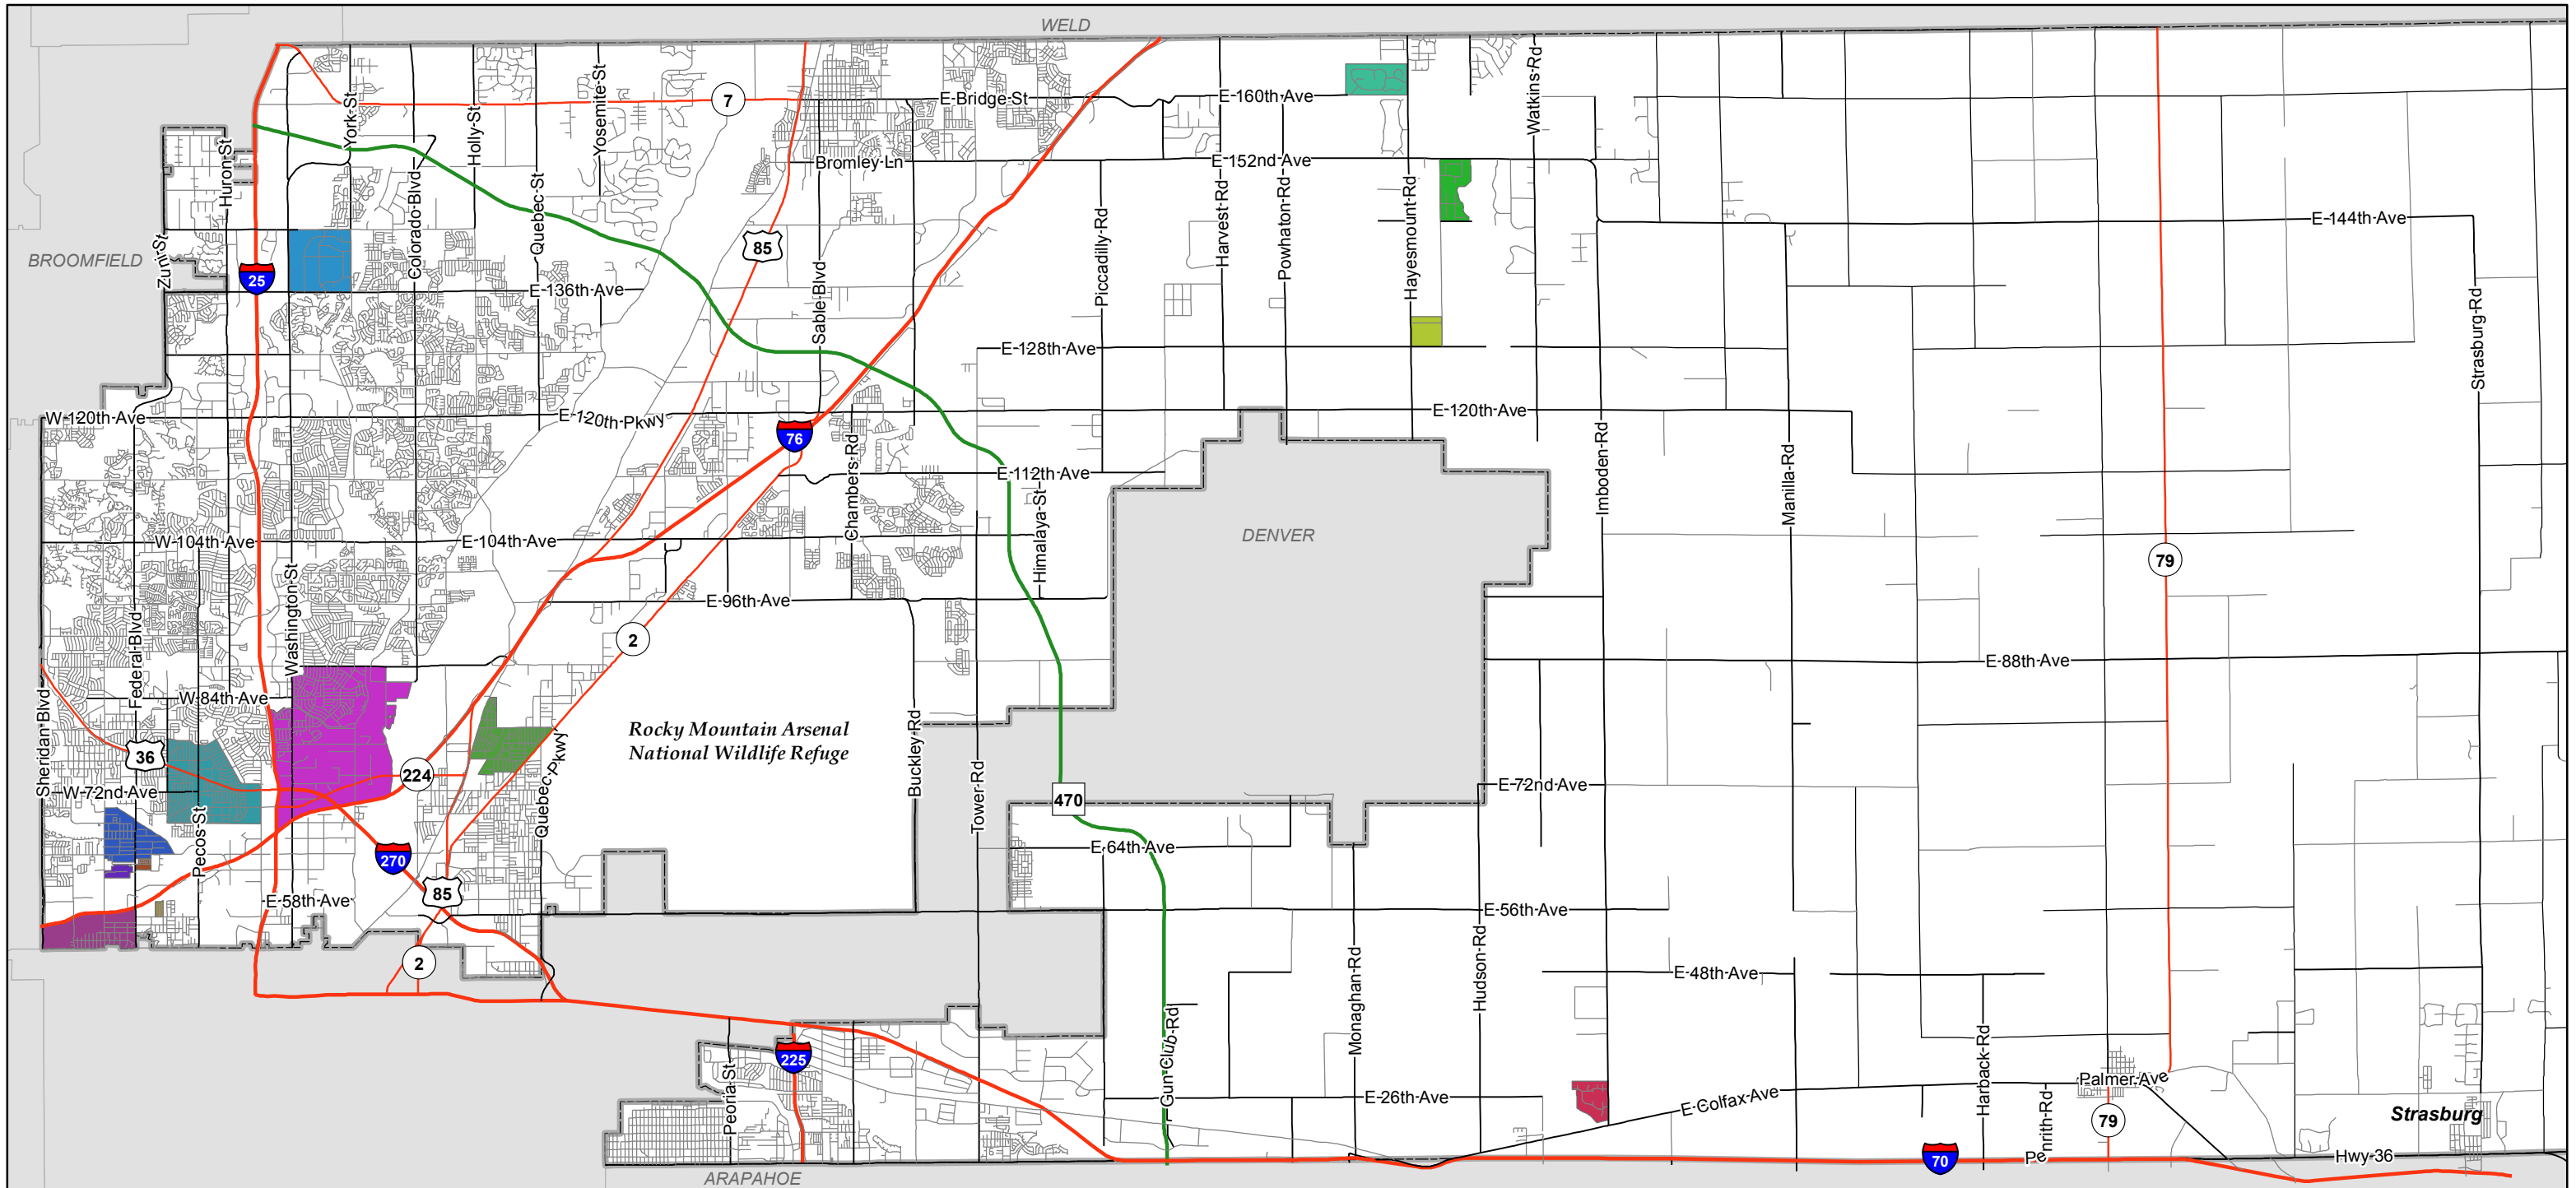 WELD
7
E-Bridge-St
E-160th-Ave
Watkins-Rd
York-St
Holly-St
Yosemite-St
Bromley-Ln
E-152nd-Ave
Huron-St
Colorado-Blvd
Quebec-St
Piccadilly-Rd
Harvest-Rd
Powhaton-Rd
Hayesmount-Rd
E-144th-Ave
BROOMFIELD
Zuni-St
25
85
E-136th-Ave
Sable-Blvd
Strasburg-Rd
E-128th-Ave
W-120th-Ave
E-120th-Pkwy
E-120th-Ave
76
Chambers-Rd
E-112th-Ave
Himalaya-St
Imboden-Rd
Manilla-Rd
DENVER
W-104th-Ave
E-104th-Ave
79
Washington-St
E-96th-Ave
2
Federal-Blvd
E-88th-Ave
W-84th-Ave
Sheridan-Blvd
Rocky Mountain Arsenal
National Wildlife Refuge
Buckley-Rd
36
224
Quebec-Pkwy
W-72nd-Ave
Tower-Rd
470
E-72nd-Ave
Pecos-St
270
E-64th-Ave
85
E-58th-Ave
E-56th-Ave
2
Monaghan-Rd
Hudson-Rd
E-48th-Ave
225
Peoria-St
Gun-Club-Rd
E-26th-Ave
E-Colfax-Ave
Harback-Rd
Penrith-Rd
Palmer-Ave
79
Strasburg
70
Hwy-36
ARAPAHOE